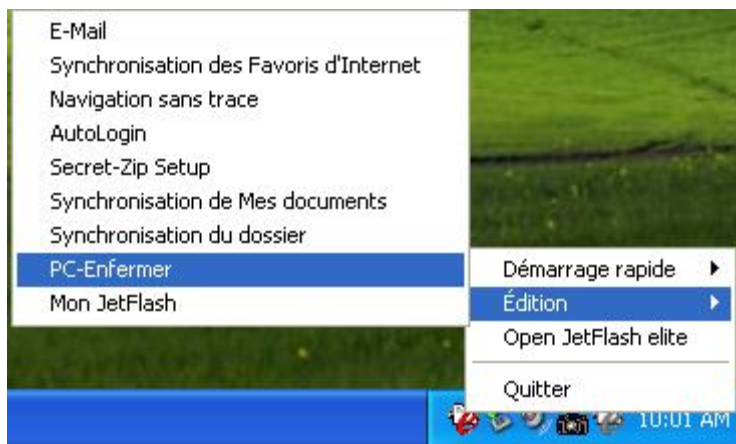 E-Mail
Synchronisation des Favoris d'Internet
Navigation sans trace
AutoLogin
Secret-Zip Setup
Synchronisation de Mes documents
Synchronisation du dossier
PC-Enfermer
Mon JetFlash
Démarrage rapide
Édition
Open JetFlash elite
Quitter
10:01 AM